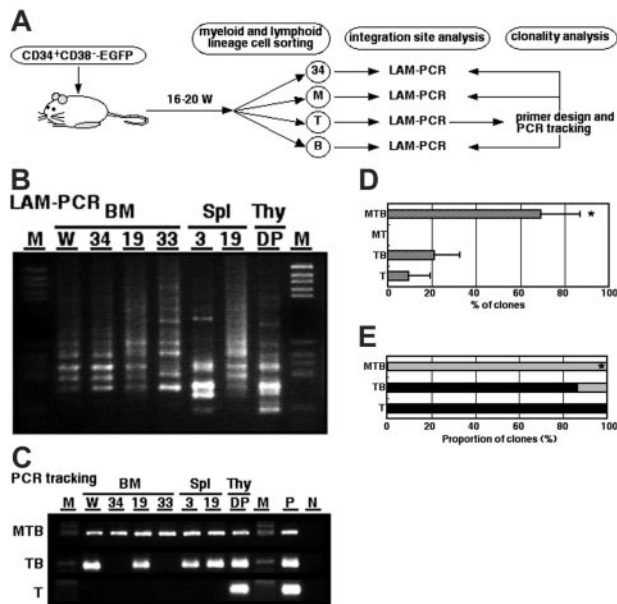 A
myeloid and lymphoid
lineage cell sorting
integration site analysis
clonality analysis
CD34+CD38--EGFP
16-20 W
34
LAM-PCR
M
LAM-PCR
T
LAM-PCR
primer design and
PCR tracking
B
LAM-PCR
B
LAM-PCR
BM Spl Thy
M W 34 19 33 3 19 DP M
C
PCR tracking
BM Spl Thy
M W 34 19 33 3 19 DP M P N
MTB
TB
T
D
MTB
*
MT
TB
T
0 20 40 60 80 100
% of clones
E
MTB
*
TB
T
0 20 40 60 80 100
Proportion of clones (%)